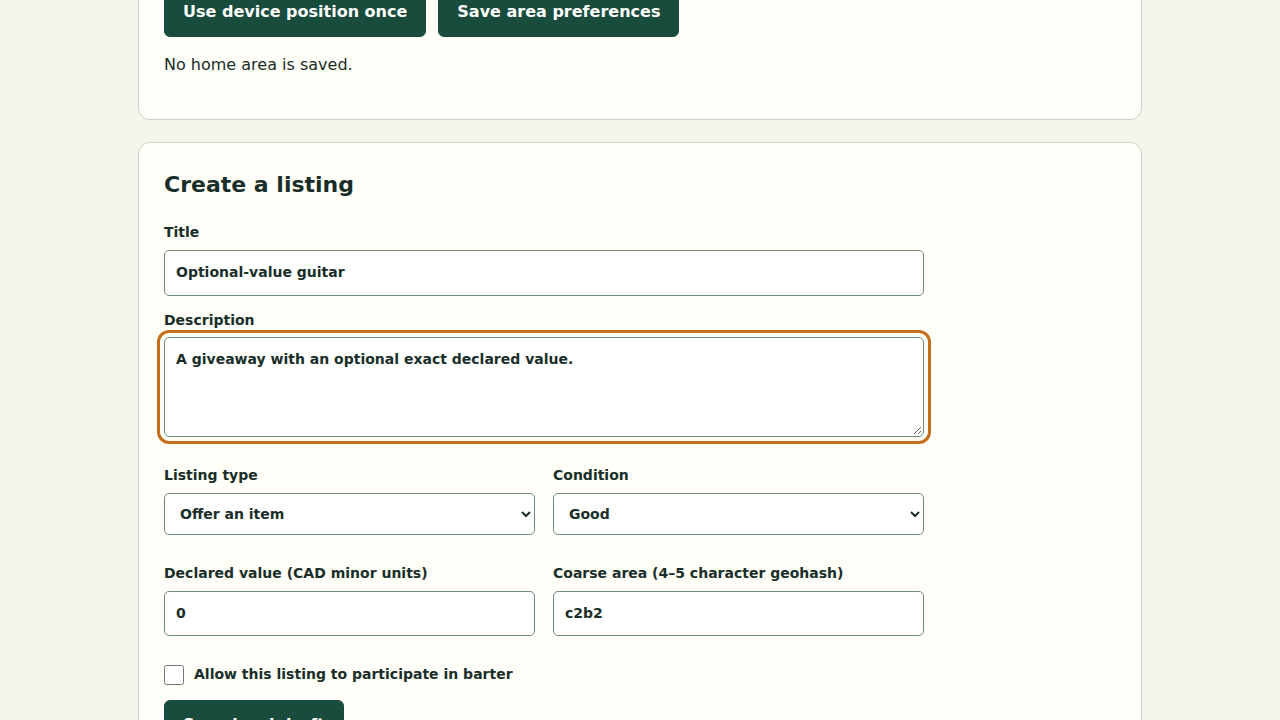 Use device position once
Save area preferences
No home area is saved.
Create a listing
Title
Optional-value guitar
Description
A giveaway with an optional exact declared value.
Listing type
Condition
Offer an item
Good
Declared value (CAD minor units)
Coarse area (4–5 character geohash)
0
c2b2
Allow this listing to participate in barter